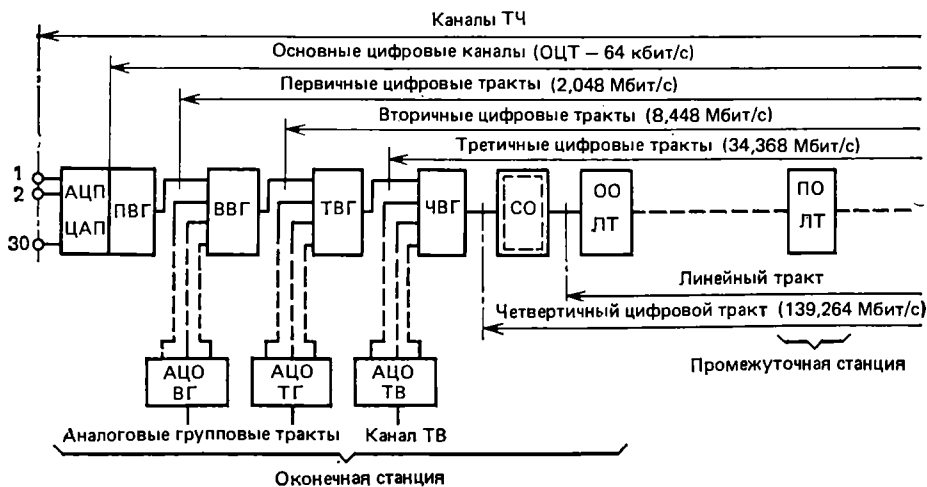 Каналы ТЧ
Основные цифровые каналы (ОЦТ – 64 кбит/с)
Первичные цифровые тракты (2,048 Мбит/с)
Вторичные цифровые тракты (8,448 Мбит/с)
Третичные цифровые тракты (34,368 Мбит/с)
1
2
30
АЦП
ЦАП
ПВГ
ВВГ
ТВГ
ЧВГ
СО
ОО
ЛТ
ПО
ЛТ
Линейный тракт
Четвертичный цифровой тракт (139,264 Мбит/с)
Промежуточная станция
АЦО
ВГ
АЦО
ТГ
АЦО
ТВ
Аналоговые групповые тракты
Канал ТВ
Оконечная станция